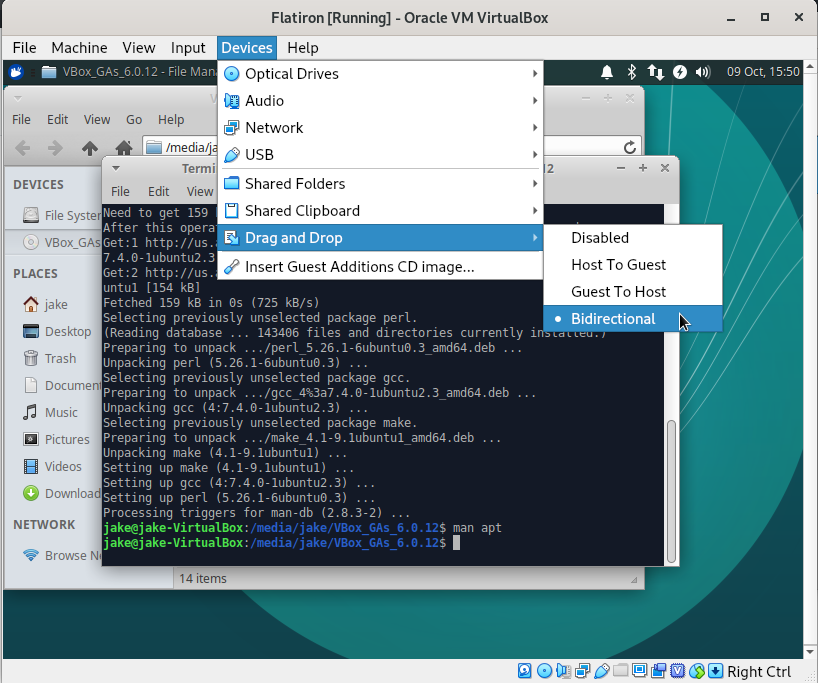 Flatiron [Running] - Oracle VM VirtualBox
File Machine View Input Devices Help
VBox_GAs_6.0.12 - File Mana
09 Oct, 15:50
Optical Drives
Audio
Network
USB
Shared Folders
Shared Clipboard
Drag and Drop
Insert Guest Additions CD image...
Disabled
Host To Guest
Guest To Host
Bidirectional
File Edit View Go Help
/media/ja
DEVICES
File System
VBox_GAs
PLACES
jake
Desktop
Trash
Documen
Music
Pictures
Videos
Download
NETWORK
Browse Ne
14 items
Termi
12
File Edit View
Need to get 159 k
After this opera
Get:1 http://us.a
7.4.0-1ubuntu2.3
Get:2 http://us.a
untu1 [154 kB]
Fetched 159 kB in 0s (725 kB/s)
Selecting previously unselected package perl.
(Reading database ... 143406 files and directories currently installed.)
Preparing to unpack .../perl_5.26.1-6ubuntu0.3_amd64.deb ...
Unpacking perl (5.26.1-6ubuntu0.3) ...
Selecting previously unselected package gcc.
Preparing to unpack .../gcc_4%3a7.4.0-1ubuntu2.3_amd64.deb ...
Unpacking gcc (4:7.4.0-1ubuntu2.3) ...
Selecting previously unselected package make.
Preparing to unpack .../make_4.1-9.1ubuntu1_amd64.deb ...
Unpacking make (4.1-9.1ubuntu1) ...
Setting up make (4.1-9.1ubuntu1) ...
Setting up gcc (4:7.4.0-1ubuntu2.3) ...
Setting up perl (5.26.1-6ubuntu0.3) ...
Processing triggers for man-db (2.8.3-2) ...
jake@jake-VirtualBox:/media/jake/VBox_GAs_6.0.12$ man apt
jake@jake-VirtualBox:/media/jake/VBox_GAs_6.0.12$
Right Ctrl